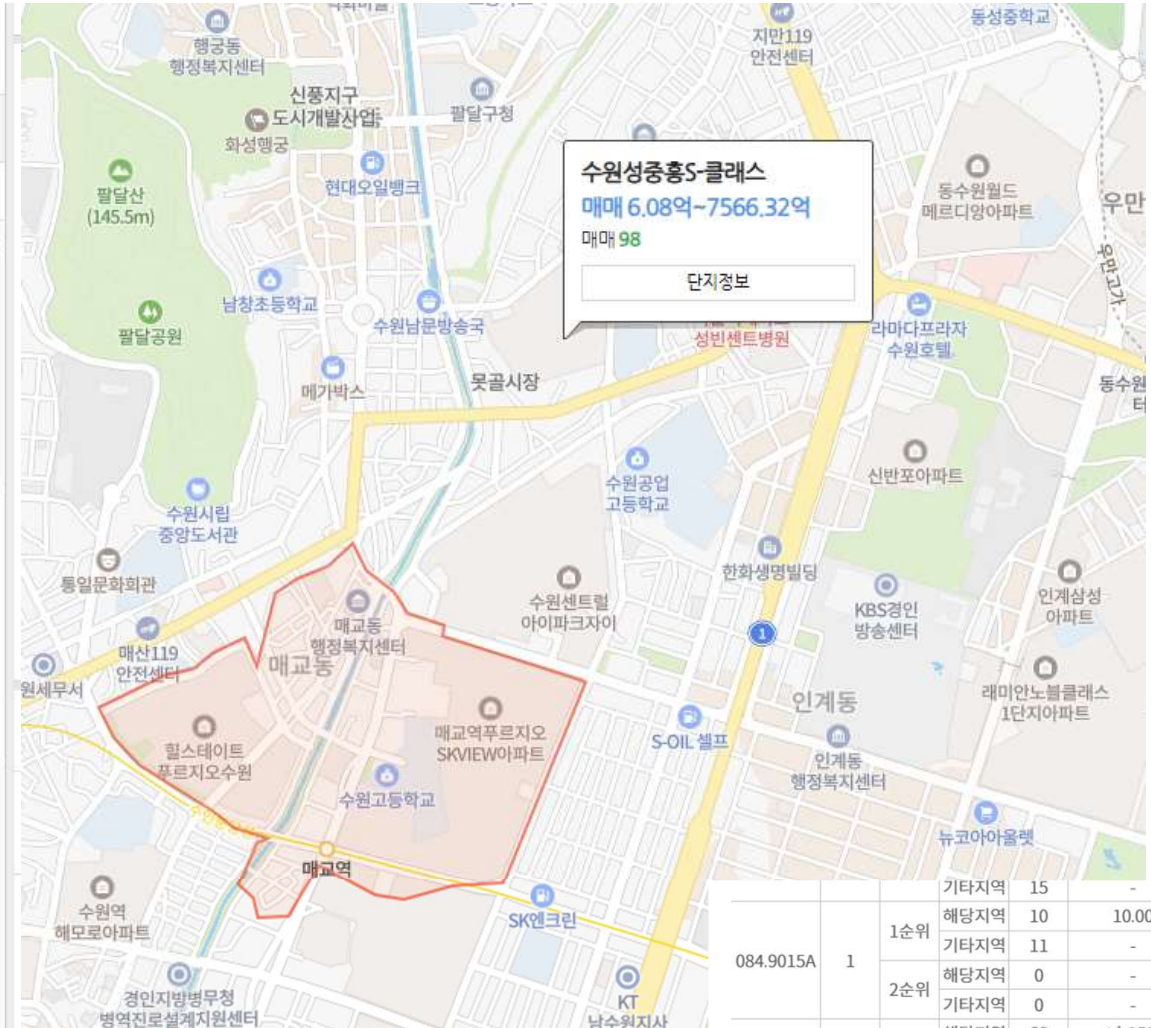 행궁동
행정복지센터
지만119
안전센터
동성중학교
신풍지구
도시개발사업
화성행궁
팔달구청
팔달산
(145.5m)
현대오일뱅크
수원성중흥S-클래스
매매 6.08억~7566.32억
매매 98
단지정보
동수원월드
메르디앙아파트
우만
우만고가
남창초등학교
수원남문방송국
팔달공원
성빈센트병원
라마다프라자
수원호텔
메가박스
못골시장
동수원
터
수원공업
고등학교
신반포아파트
수원시립
중앙도서관
한화생명빌딩
통일문화회관
수원센트럴
아이파크자이
KBS경인
방송센터
인계삼성
아파트
매교동
행정복지센터
매산119
안전센터
매교동
원세무서
래미안노블클래스
1단지아파트
인계동
힐스테이트
푸르지오수원
매교역푸르지오
SKVIEW아파트
S-OIL 셀프
인계동
행정복지센터
수원고등학교
뉴코아아울렛
매교역
수원역
해모로아파트
SK엔크린
경인지방병무청
병역진로설계지원센터
KT
남수원지사
기타지역 15 -
084.9015A 1 1순위 해당지역 10 10.00
기타지역 11 -
2순위 해당지역 0 -
기타지역 0 -